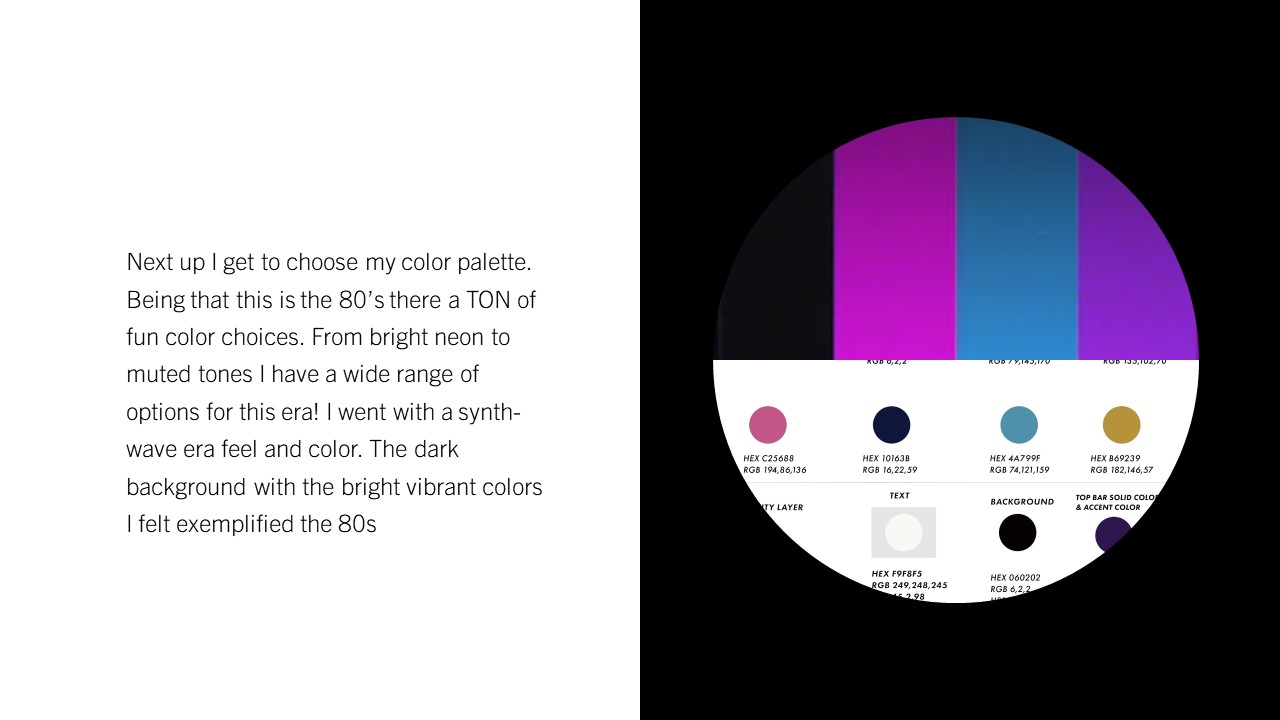 Next up I get to choose my color palette.
Being that this is the 80's there a TON of
fun color choices. From bright neon to
muted tones I have a wide range of
options for this era! I went with a synth-
wave era feel and color. The dark
background with the bright vibrant colors
I felt exemplified the 80s
RGB 6,2,2 RGB 79,145,170 RGB 135,102,70
HEX C25688 HEX 10163B HEX 4A799F HEX B69239
RGB 194,86,136 RGB 16,22,59 RGB 74,121,159 RGB 182,146,57
LAYER TEXT BACKGROUND TOP BAR SOLID COLOR
& ACCENT COLOR
HEX F9F8F5 HEX 060202
RGB 249,248,245 RGB 6,2,2